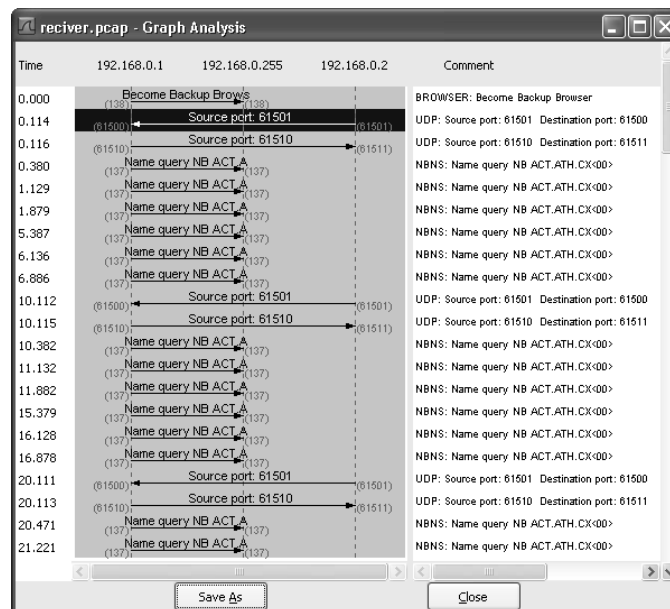 reciver.pcap - Graph Analysis
Time 192.168.0.1 192.168.0.255 192.168.0.2 Comment
0.000 Become Backup Brows (138) (138) BROWSER: Become Backup Browser
0.114 Source port: 61501 (61500) (61501) UDP: Source port: 61501 Destination port: 61500
0.116 Source port: 61510 (61510) (61511) UDP: Source port: 61510 Destination port: 61511
0.380 Name query NB ACT.A (137) (137) NBNS: Name query NB ACT.ATH.CX<00>
1.129 Name query NB ACT.A (137) (137) NBNS: Name query NB ACT.ATH.CX<00>
1.879 Name query NB ACT.A (137) (137) NBNS: Name query NB ACT.ATH.CX<00>
5.387 Name query NB ACT.A (137) (137) NBNS: Name query NB ACT.ATH.CX<00>
6.136 Name query NB ACT.A (137) (137) NBNS: Name query NB ACT.ATH.CX<00>
6.886 Name query NB ACT.A (137) (137) NBNS: Name query NB ACT.ATH.CX<00>
10.112 Source port: 61501 (61500) (61501) UDP: Source port: 61501 Destination port: 61500
10.115 Source port: 61510 (61510) (61511) UDP: Source port: 61510 Destination port: 61511
10.382 Name query NB ACT.A (137) (137) NBNS: Name query NB ACT.ATH.CX<00>
11.132 Name query NB ACT.A (137) (137) NBNS: Name query NB ACT.ATH.CX<00>
11.882 Name query NB ACT.A (137) (137) NBNS: Name query NB ACT.ATH.CX<00>
15.379 Name query NB ACT.A (137) (137) NBNS: Name query NB ACT.ATH.CX<00>
16.128 Name query NB ACT.A (137) (137) NBNS: Name query NB ACT.ATH.CX<00>
16.878 Name query NB ACT.A (137) (137) NBNS: Name query NB ACT.ATH.CX<00>
20.111 Source port: 61501 (61500) (61501) UDP: Source port: 61501 Destination port: 61500
20.113 Source port: 61510 (61510) (61511) UDP: Source port: 61510 Destination port: 61511
20.471 Name query NB ACT.A (137) (137) NBNS: Name query NB ACT.ATH.CX<00>
21.221 Name query NB ACT.A (137) (137) NBNS: Name query NB ACT.ATH.CX<00>
Save As Close